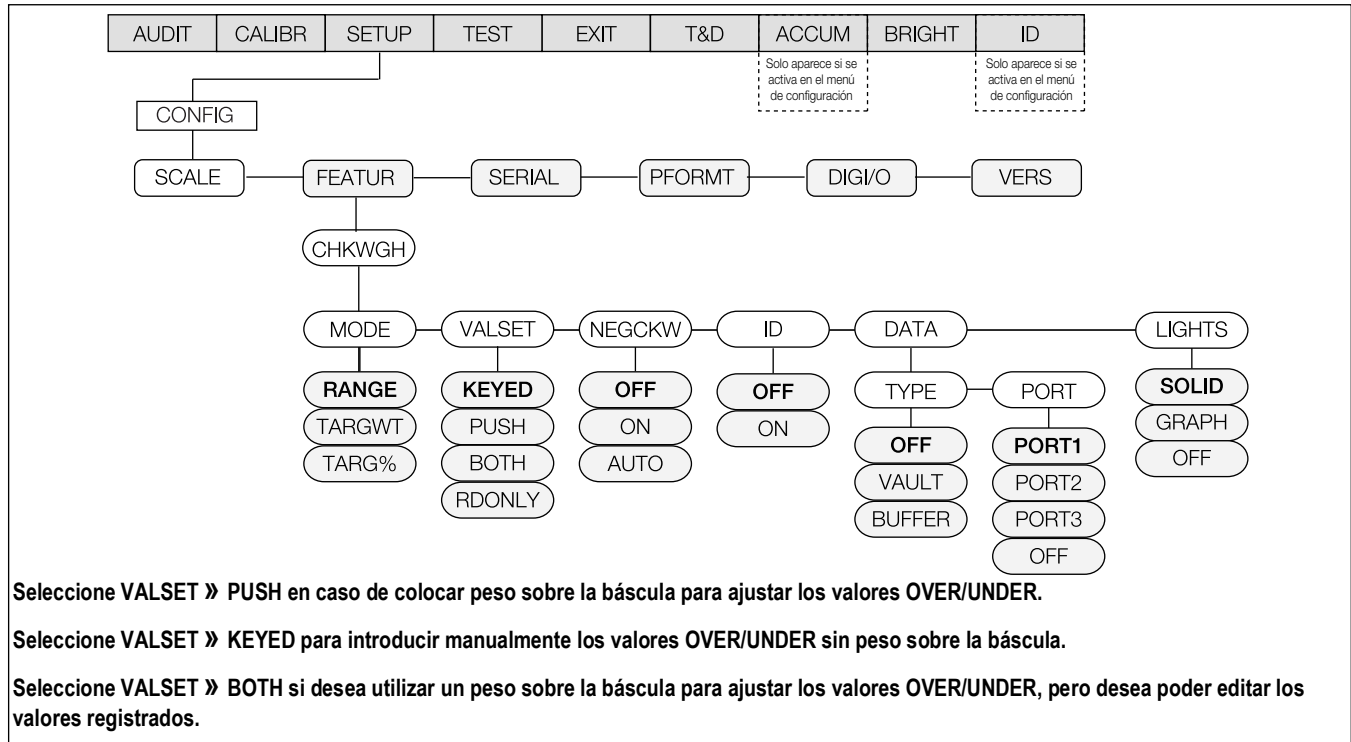 AUDIT CALIBR SETUP TEST EXIT T&D ACCUM BRIGHT ID
Solo aparece si se
activa en el menú
de configuración
Solo aparece si se
activa en el menú
de configuración
CONFIG
SCALE FEATUR SERIAL PFORMT DIGI/O VERS
CHKWGH
MODE VALSET NEGCKW ID DATA LIGHTS
RANGE KEYED OFF OFF TYPE PORT SOLID
TARGWT PUSH ON ON OFF PORT1 GRAPH
TARG% BOTH AUTO VAULT PORT2 OFF
RDONLY BUFFER PORT3
OFF
Seleccione VALSET » PUSH en caso de colocar peso sobre la báscula para ajustar los valores OVER/UNDER.
Seleccione VALSET » KEYED para introducir manualmente los valores OVER/UNDER sin peso sobre la báscula.
Seleccione VALSET » BOTH si desea utilizar un peso sobre la báscula para ajustar los valores OVER/UNDER, pero desea poder editar los
valores registrados.